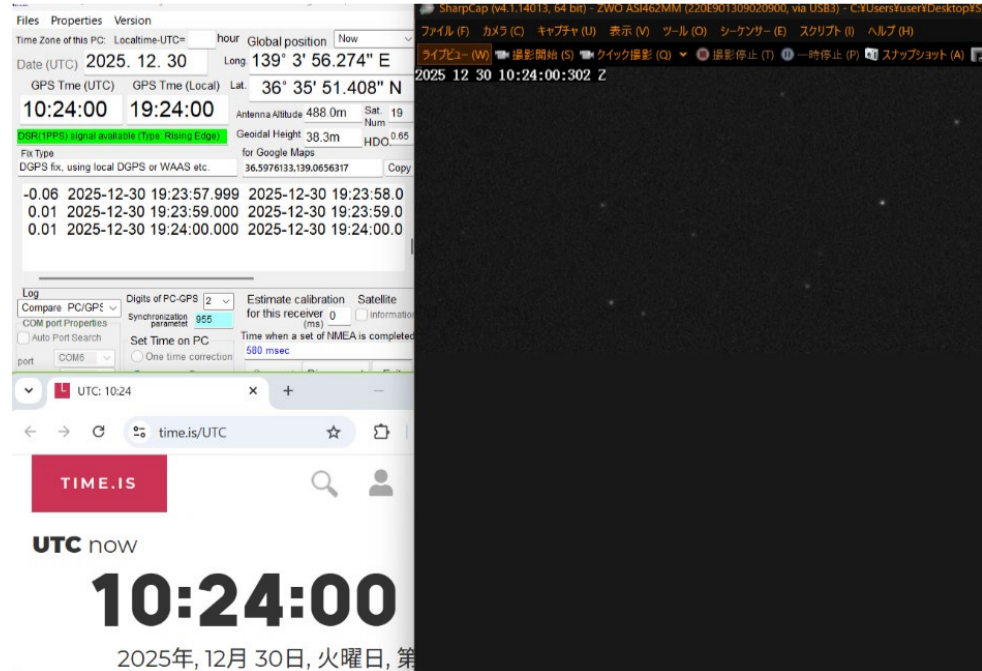 Files Properties Version
Time Zone of this PC: Localtime-UTC= hour Global position Now
Date (UTC) 2025. 12. 30 Long. 139° 3' 56.274" E
GPS Tme (UTC) GPS Tme (Local) Lat. 36° 35' 51.408" N
10:24:00 19:24:00 Antenna Altitude 488.0m Sat. Num 19
DSR(1PPS) signal available (Type: Rising Edge) Geoidal Height 38.3m HDO 0.65
Fix Type for Google Maps
DGPS fix, using local DGPS or WAAS etc. 36.5976133,139.0656317 Copy
-0.06 2025-12-30 19:23:57.999 2025-12-30 19:23:58.0
0.01 2025-12-30 19:23:59.000 2025-12-30 19:23:59.0
0.01 2025-12-30 19:24:00.000 2025-12-30 19:24:00.0
Log
Compare PC/GPS Digits of PC-GPS 2 Estimate calibration Satellite
COM port Properties Synchronization parametet 955 for this receiver 0 information
(ms)
Auto Port Search Set Time on PC Time when a set of NMEA is completed
port COM6 One time correction 580 msec
UTC: 10:24
time.is/UTC
TIME.IS
UTC now
10:24:00
2025年, 12月 30日, 火曜日, 第
SharpCap (v4.1.14013, 64 bit) - ZWO ASI462MM (220E901309020900, via USB3) - C:¥Users¥user¥Desktop¥S
ファイル (F) カメラ (C) キャプチャ (U) 表示 (V) ツール (O) シーケンサー (E) スクリプト (I) ヘルプ (H)
ライブビュー (W) 撮影開始 (S) クイック撮影 (Q) 撮影停止 (T) 一時停止 (P) スナップショット (A)
2025 12 30 10:24:00:302 Z